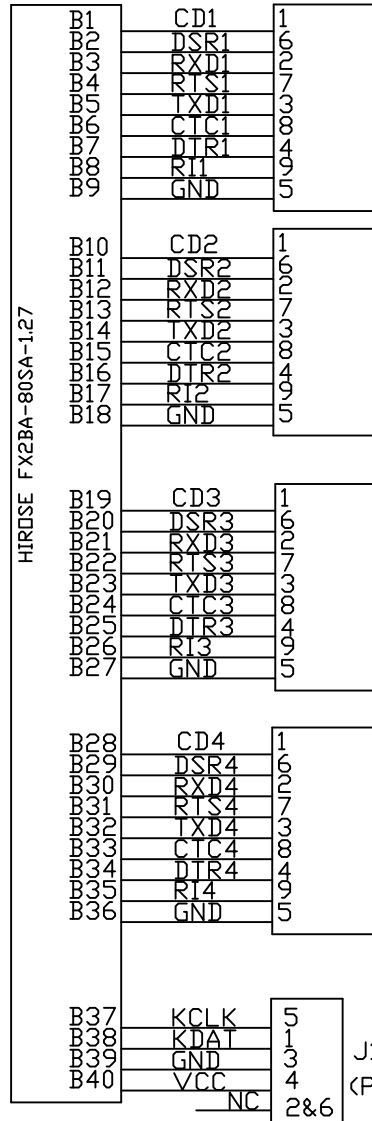 B1 CD1 1
B2 DSR1 6
B3 RXD1 2
B4 RTS1 7
B5 TXD1 3
B6 CTC1 8
B7 DTR1 4
B8 RI1 9
B9 GND 5
B10 CD2 1
B11 DSR2 6
B12 RXD2 2
B13 RTS2 7
B14 TXD2 3
B15 CTC2 8
B16 DTR2 4
B17 RI2 9
B18 GND 5
HIROSE FX2BA-80SA-1.27
B19 CD3 1
B20 DSR3 6
B21 RXD3 2
B22 RTS3 7
B23 TXD3 3
B24 CTC3 8
B25 DTR3 4
B26 RI3 9
B27 GND 5
B28 CD4 1
B29 DSR4 6
B30 RXD4 2
B31 RTS4 7
B32 TXD4 3
B33 CTC4 8
B34 DTR4 4
B35 RI4 9
B36 GND 5
B37 KCLK 5
B38 KDAT 1
B39 GND 3
B40 VCC 4
NC 2&6
J1
(P